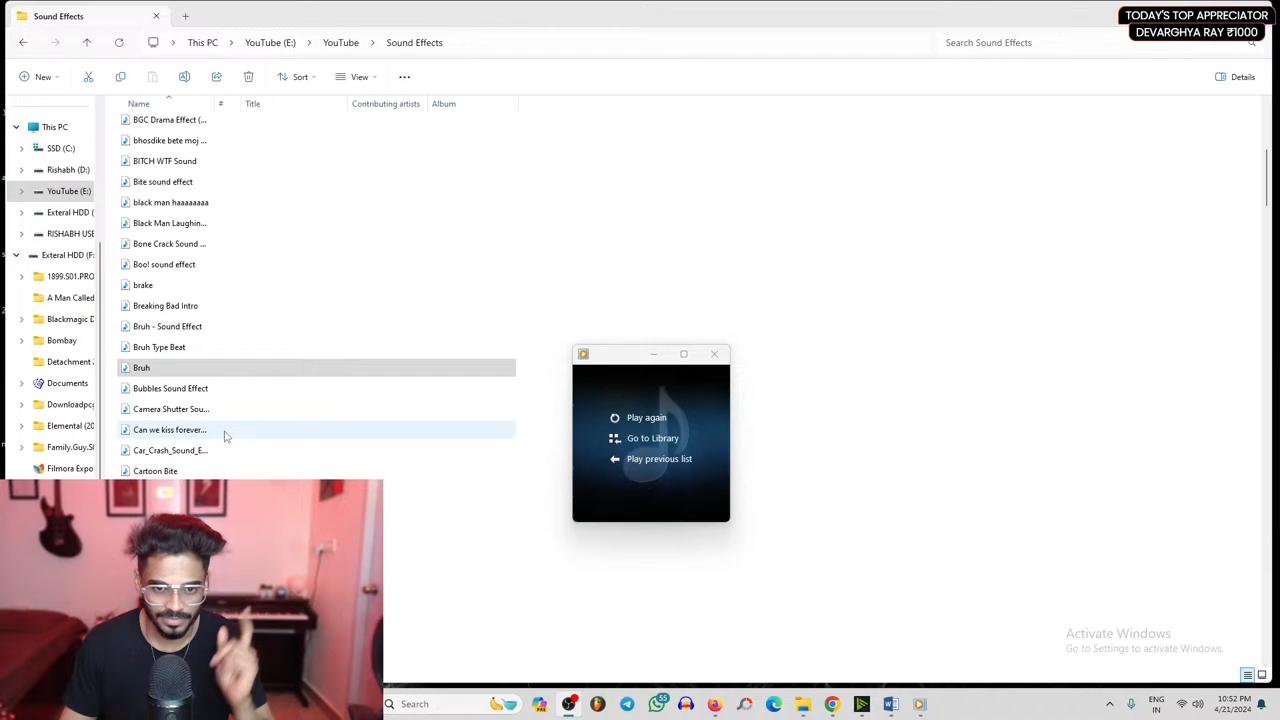 Sound Effects
TODAY'S TOP APPRECIATOR
DEVARGHYA RAY ₹1000
This PC
YouTube (E:)
YouTube
Sound Effects
Search Sound Effects
New
Sort
View
Details
Name
#
Title
Contributing artists
Album
This PC
SSD (C:)
Rishabh (D:)
YouTube (E:)
Exteral HDD (
RISHABH USE
Exteral HDD (F:
1899.S01.PRO
A Man Called
Blackmagic D
Bombay
Detachment
Documents
Downloadpcg
Elemental (20
Family.Guy.S
Filmora Expo
BGC Drama Effect (...
bhosdike bete moj ...
BITCH WTF Sound
Bite sound effect
black man haaaaaaa
Black Man Laughin...
Bone Crack Sound ...
Boo! sound effect
brake
Breaking Bad Intro
Bruh - Sound Effect
Bruh Type Beat
Bruh
Bubbles Sound Effect
Camera Shutter Sou...
Can we kiss forever...
Car_Crash_Sound_E...
Cartoon Bite
Play again
Go to Library
Play previous list
Activate Windows
Go to Settings to activate Windows.
Search
PRE
55
ENG
IN
10:52 PM
4/21/2024